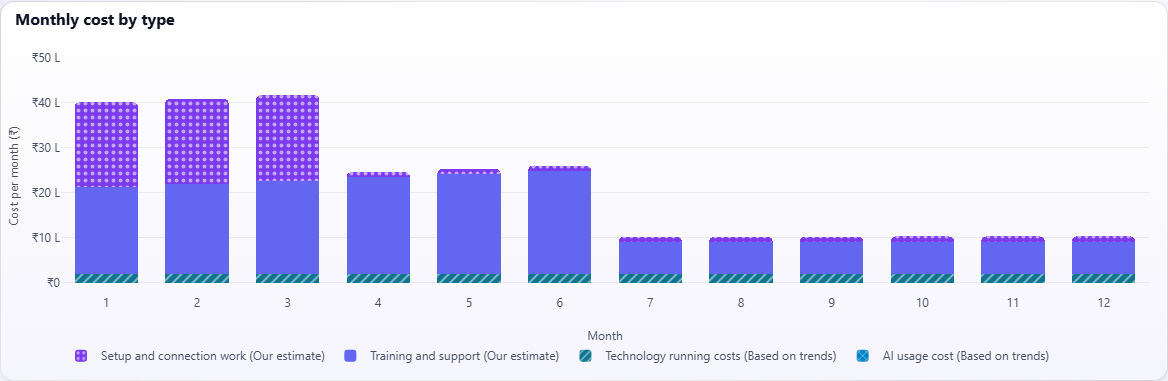 Monthly cost by type
₹50 L
₹40 L
₹30 L
₹20 L
₹10 L
₹0
Cost per month (₹)
1 2 3 4 5 6 7 8 9 10 11 12
Month
Setup and connection work (Our estimate) Training and support (Our estimate) Technology running costs (Based on trends) AI usage cost (Based on trends)